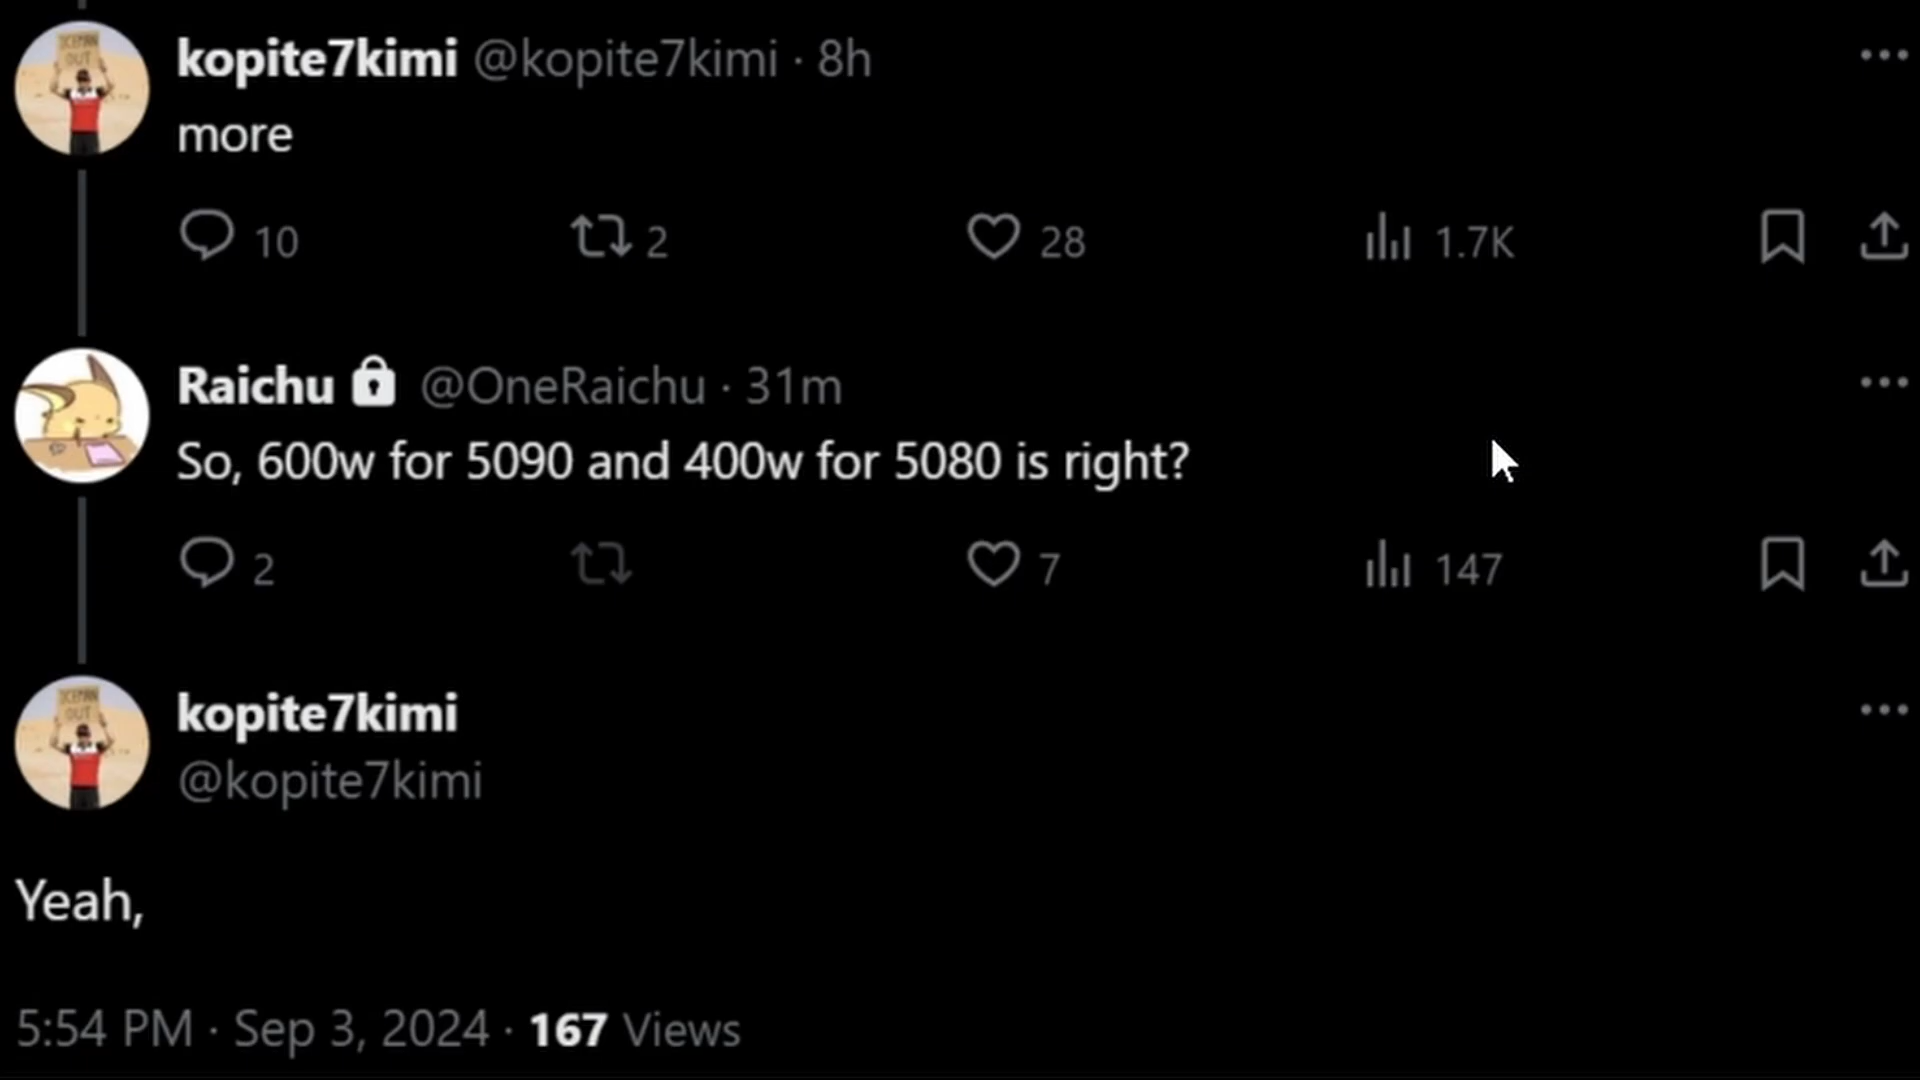 kopite7kimi @kopite7kimi · 8h
more
10 2 28 1.7K
Raichu @OneRaichu · 31m
So, 600w for 5090 and 400w for 5080 is right?
2 7 147
kopite7kimi
@kopite7kimi
Yeah,
5:54 PM · Sep 3, 2024 · 167 Views